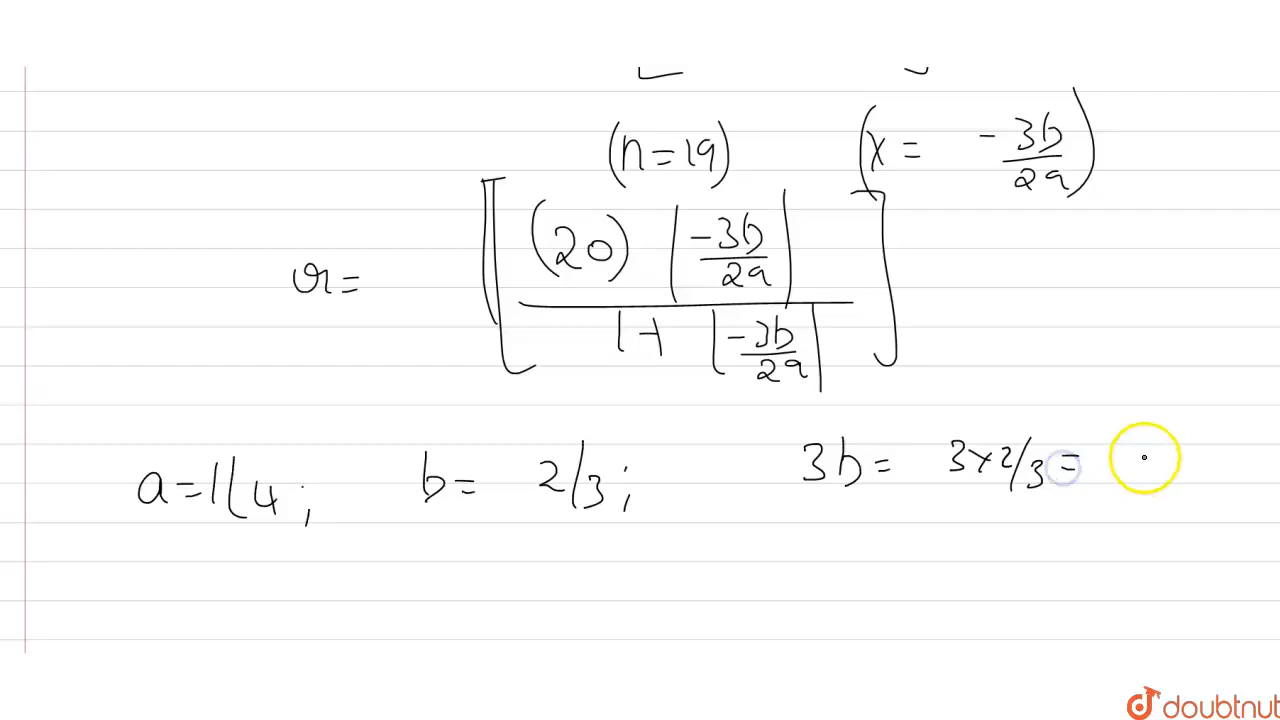 (n=19) (x = -3b/2a)
r= [ (20) |-3b/2a| / 1+ |-3b/2a| ]
a=1/4 ; b= 2/3 ; 3b = 3×2/3 =
doubtnut